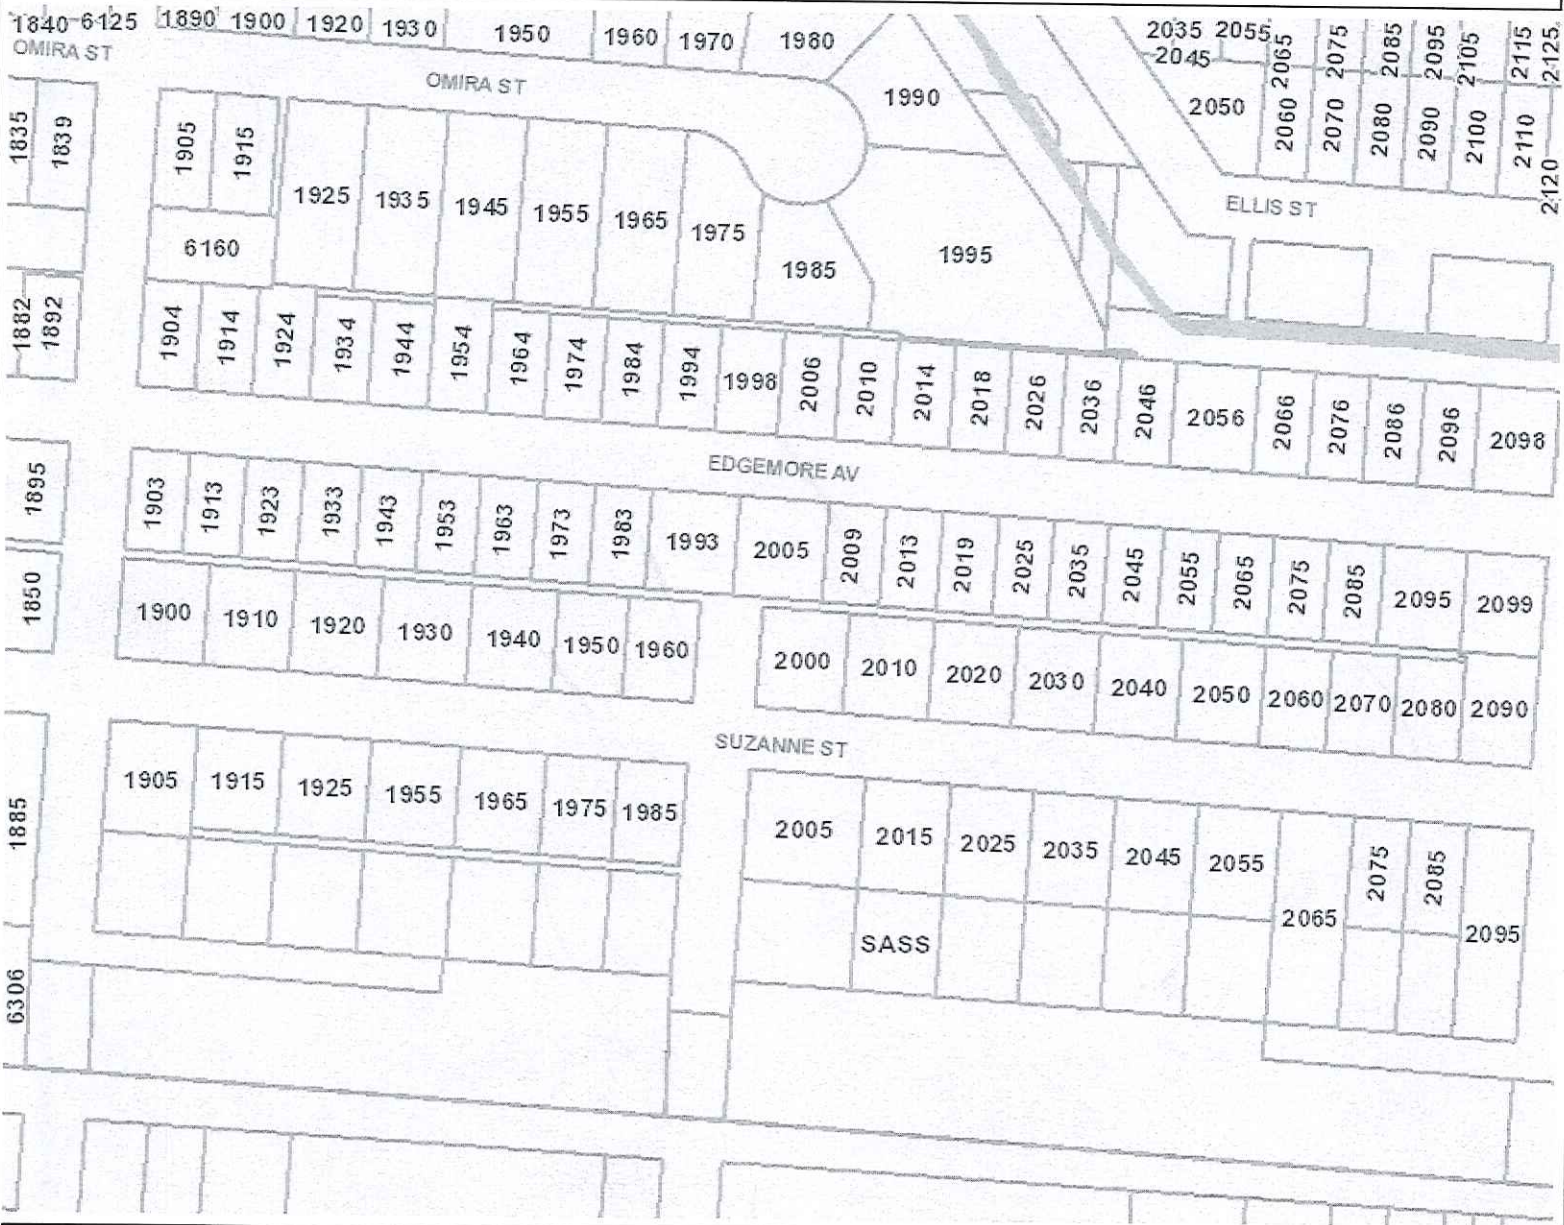 1840 6125 1890 1900 1920 1930 1950 1960 1970 1980 2035 2055
2045 2065 2075 2085 2095 2105 2115 2125
OMIRA ST
OMIRA ST
1990 2050 2060 2070 2080 2090 2100 2110 2120
1835 1839 1905 1915
1925 1935 1945 1955 1965 1975 1985 1995
ELLIS ST
6160
1882 1892 1904 1914 1924 1934 1944 1954 1964 1974 1984 1994 1998 2006 2010 2014 2018 2026 2036 2046 2056 2066 2076 2086 2096 2098
EDGEMORE AV
1895 1903 1913 1923 1933 1943 1953 1963 1973 1983 1993 2005 2009 2013 2019 2025 2035 2045 2055 2065 2075 2085 2095 2099
1850 1900 1910 1920 1930 1940 1950 1960 2000 2010 2020 2030 2040 2050 2060 2070 2080 2090
SUZANNE ST
1885 1905 1915 1925 1955 1965 1975 1985 2005 2015 2025 2035 2045 2055 2065 2075 2085 2095
SASS
6306